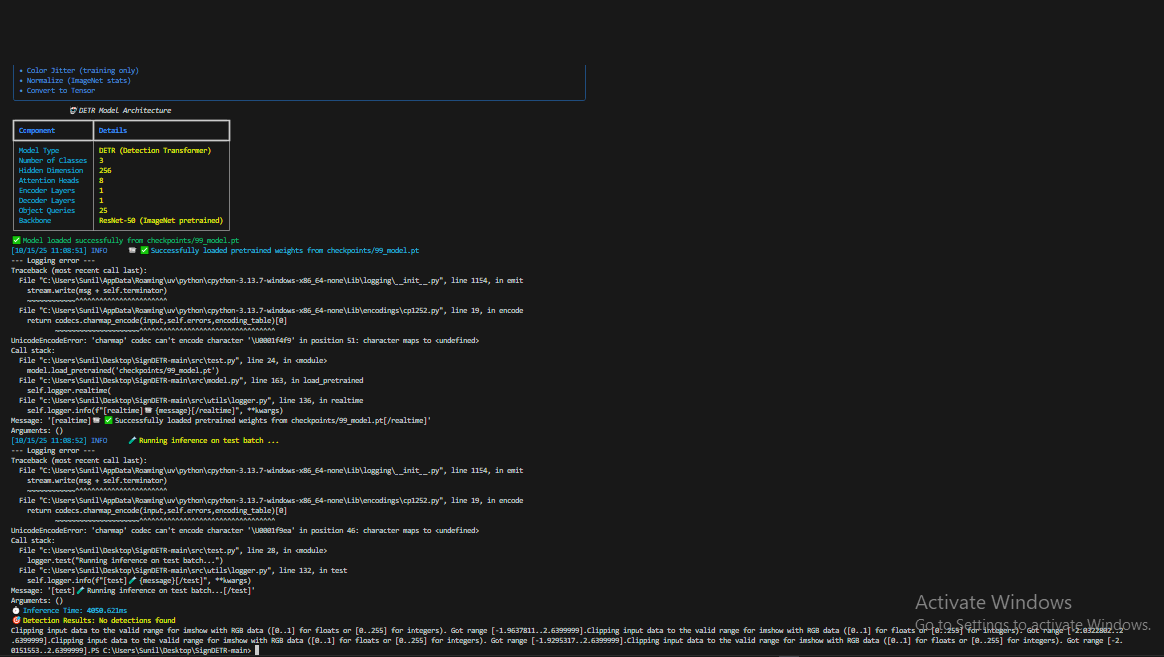 • Color Jitter (training only)
• Normalize (ImageNet stats)
• Convert to Tensor
DETR Model Architecture
Component Details
Model Type DETR (Detection Transformer)
Number of Classes 3
Hidden Dimension 256
Attention Heads 8
Encoder Layers 1
Decoder Layers 1
Object Queries 25
Backbone ResNet-50 (ImageNet pretrained)
✅ Model loaded successfully from checkpoints/99_model.pt
[10/15/25 11:08:51] INFO 📹 ✅ Successfully loaded pretrained weights from checkpoints/99_model.pt
--- Logging error ---
Traceback (most recent call last):
File "C:\Users\Sunil\AppData\Roaming\uv\python\cpython-3.13.7-windows-x86_64-none\Lib\logging\__init__.py", line 1154, in emit
stream.write(msg + self.terminator)
~~~~~~~~~~~~^^^^^^^^^^^^^^^^^^^^^^^
File "C:\Users\Sunil\AppData\Roaming\uv\python\cpython-3.13.7-windows-x86_64-none\Lib\encodings\cp1252.py", line 19, in encode
return codecs.charmap_encode(input,self.errors,encoding_table)[0]
~~~~~~~~~~~~~~~~~~~~~^^^^^^^^^^^^^^^^^^^^^^^^^^^^^^^^^^
UnicodeEncodeError: 'charmap' codec can't encode character '\U0001f4f9' in position 51: character maps to <undefined>
Call stack:
File "c:\Users\Sunil\Desktop\SignDETR-main\src\test.py", line 24, in <module>
model.load_pretrained('checkpoints/99_model.pt')
File "c:\Users\Sunil\Desktop\SignDETR-main\src\model.py", line 163, in load_pretrained
self.logger.realtime(
File "c:\Users\Sunil\Desktop\SignDETR-main\src\utils\logger.py", line 136, in realtime
self.logger.info(f"[realtime]📹 {message}[/realtime]", **kwargs)
Message: '[realtime]📹 ✅ Successfully loaded pretrained weights from checkpoints/99_model.pt[/realtime]'
Arguments: ()
[10/15/25 11:08:52] INFO 🧪 Running inference on test batch ...
--- Logging error ---
Traceback (most recent call last):
File "C:\Users\Sunil\AppData\Roaming\uv\python\cpython-3.13.7-windows-x86_64-none\Lib\logging\__init__.py", line 1154, in emit
stream.write(msg + self.terminator)
~~~~~~~~~~~~^^^^^^^^^^^^^^^^^^^^^^^
File "C:\Users\Sunil\AppData\Roaming\uv\python\cpython-3.13.7-windows-x86_64-none\Lib\encodings\cp1252.py", line 19, in encode
return codecs.charmap_encode(input,self.errors,encoding_table)[0]
~~~~~~~~~~~~~~~~~~~~~^^^^^^^^^^^^^^^^^^^^^^^^^^^^^^^^^^
UnicodeEncodeError: 'charmap' codec can't encode character '\U0001f9ea' in position 46: character maps to <undefined>
Call stack:
File "c:\Users\Sunil\Desktop\SignDETR-main\src\test.py", line 28, in <module>
logger.test("Running inference on test batch...")
File "c:\Users\Sunil\Desktop\SignDETR-main\src\utils\logger.py", line 132, in test
self.logger.info(f"[test]🧪 {message}[/test]", **kwargs)
Message: '[test]🧪 Running inference on test batch...[/test]'
Arguments: ()
⏱ Inference Time: 4050.621ms
🎯 Detection Results: No detections found
Clipping input data to the valid range for imshow with RGB data ([0..1] for floats or [0..255] for integers). Got range [-1.9637811..2.6399999].Clipping input data to the valid range for imshow with RGB data ([0..1] for floats or [0..255] for integers). Got range [-2.0322802..2
.6399999].Clipping input data to the valid range for imshow with RGB data ([0..1] for floats or [0..255] for integers). Got range [-1.9295317..2.6399999].Clipping input data to the valid range for imshow with RGB data ([0..1] for floats or [0..255] for integers). Got range [-2.
0151553..2.6399999].PS C:\Users\Sunil\Desktop\SignDETR-main>
Activate Windows
Go to Settings to activate Windows.